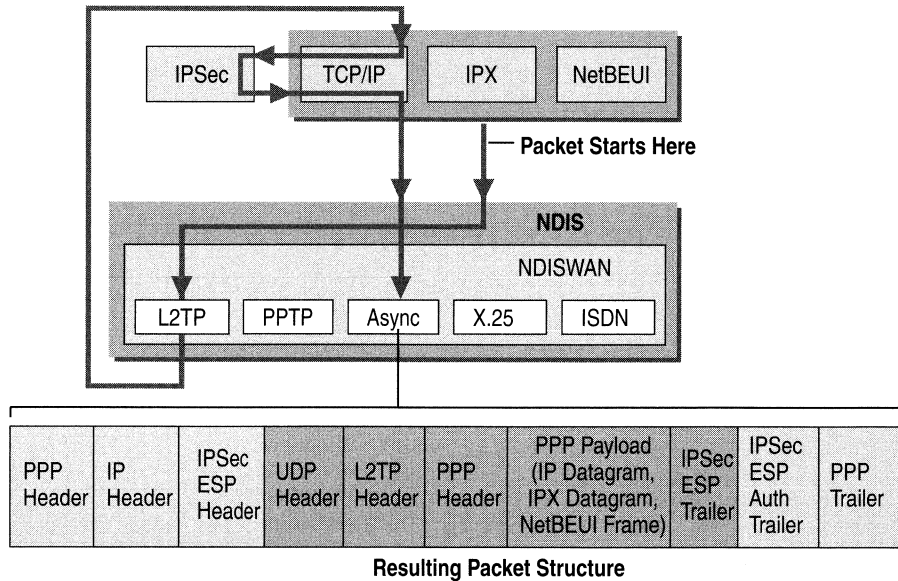 IPSec
TCP/IP
IPX
NetBEUI
Packet Starts Here
NDIS
NDISWAN
L2TP
PPTP
Async
X.25
ISDN
PPP
Header
IP
Header
IPSec
ESP
Header
UDP
Header
L2TP
Header
PPP
Header
PPP Payload
(IP Datagram,
IPX Datagram,
NetBEUI Frame)
IPSec
ESP
Trailer
IPSec
ESP
Auth
Trailer
PPP
Trailer
Resulting Packet Structure